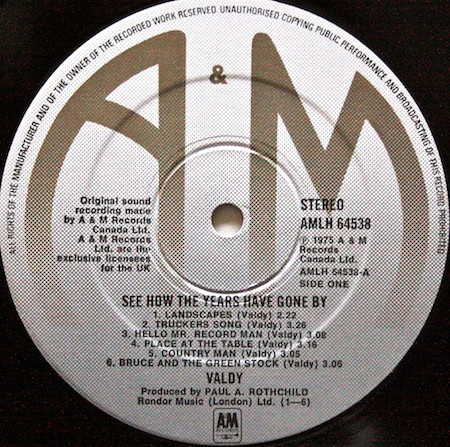 ALL RIGHTS OF THE MANUFACTURER AND OF THE OWNER OF THE RECORDED WORK RESERVED. UNAUTHORISED COPYING PUBLIC PERFORMANCE AND BROADCASTING OF THIS RECORD PROHIBITED.
A & M
Original sound
recording made
by A & M Records
Canada Ltd.
A & M Records
Ltd. are the
exclusive licensees
for the UK
STEREO
AMLH 64538
℗ 1975 A & M
Records
Canada Ltd.
AMLH 64538-A
SIDE ONE
SEE HOW THE YEARS HAVE GONE BY
1. LANDSCAPES (Valdy) 2.22
2. TRUCKERS SONG (Valdy) 3.26
3. HELLO MR. RECORD MAN (Valdy) 3.08
4. PLACE AT THE TABLE (Valdy) 3.16
5. COUNTRY MAN (Valdy) 3.05
6. BRUCE AND THE GREEN STOCK (Valdy) 3.06
VALDY
Produced by PAUL A. ROTHCHILD
Rondor Music (London) Ltd. (1—6)
A&M
RECORDS